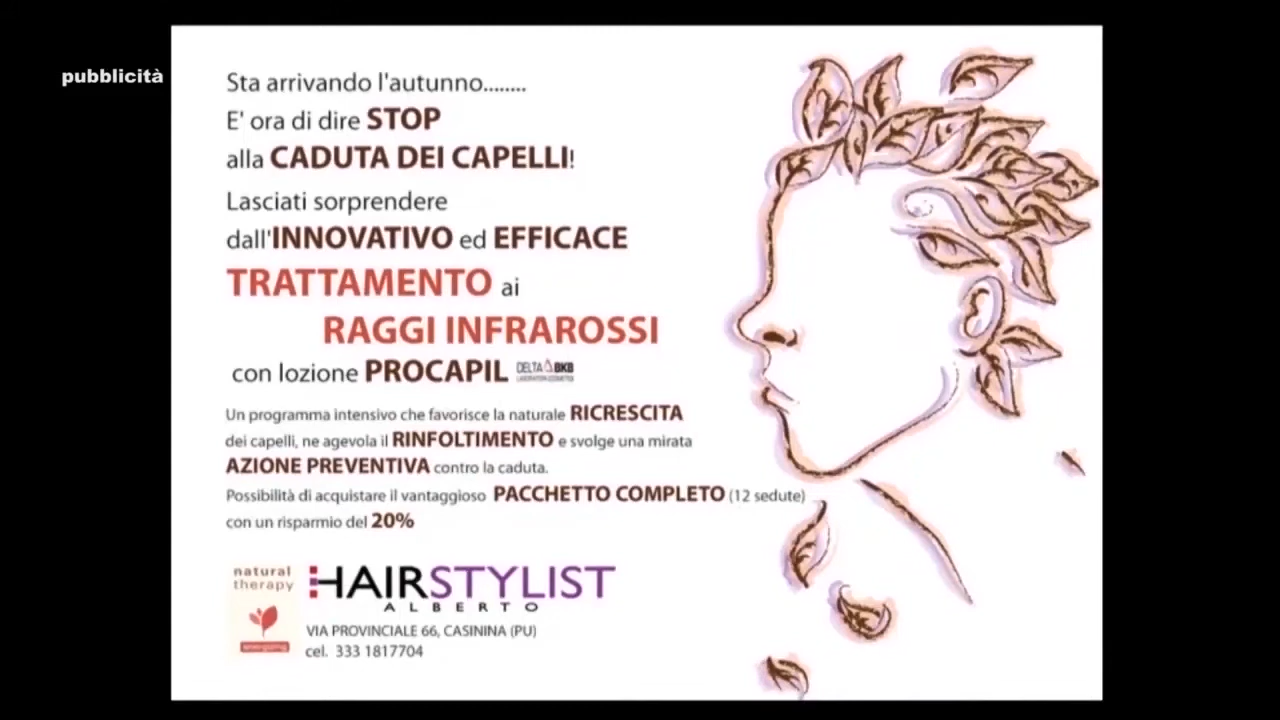 pubblicità
Sta arrivando l'autunno........
E' ora di dire STOP
alla CADUTA DEI CAPELLI!
Lasciati sorprendere
dall'INNOVATIVO ed EFFICACE
TRATTAMENTO ai
RAGGI INFRAROSSI
con lozione PROCAPIL DELTA BKB
Un programma intensivo che favorisce la naturale RICRESCITA
dei capelli, ne agevola il RINFOLTIMENTO e svolge una mirata
AZIONE PREVENTIVA contro la caduta.
Possibilità di acquistare il vantaggioso PACCHETTO COMPLETO (12 sedute)
con un risparmio del 20%
natural
therapy
energizing
HAIRSTYLIST
ALBERTO
VIA PROVINCIALE 66, CASININA (PU)
cel. 333 1817704